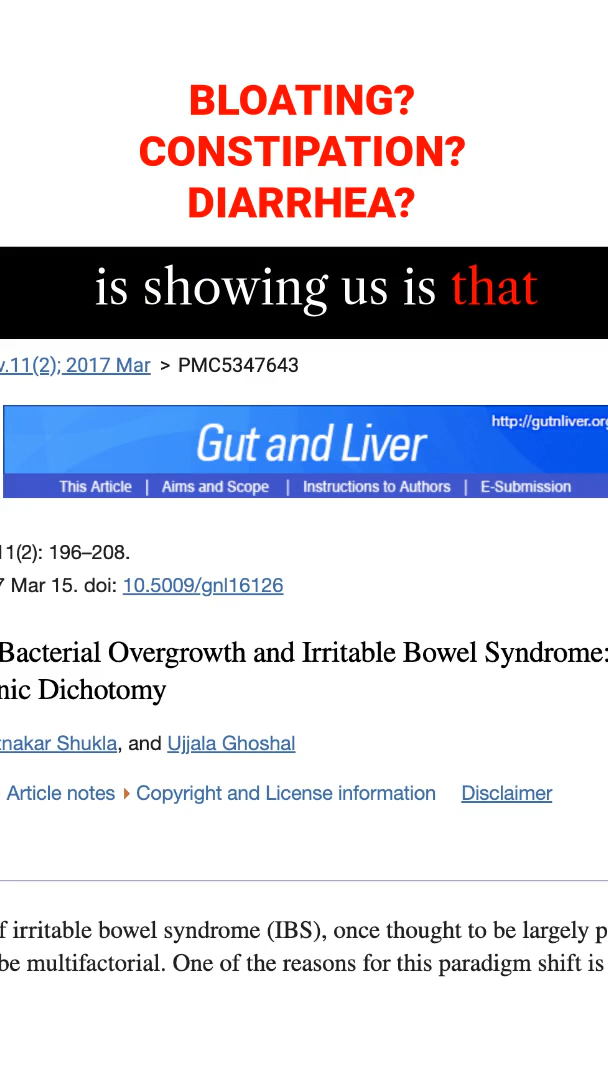 BLOATING?
CONSTIPATION?
DIARRHEA?
is showing us is that
11(2); 2017 Mar > PMC5347643
http://gutnliver.org
Gut and Liver
This Article | Aims and Scope | Instructions to Authors | E-Submission
11(2): 196–208.
7 Mar 15. doi: 10.5009/gnl16126
Bacterial Overgrowth and Irritable Bowel Syndrome:
nic Dichotomy
nakar Shukla, and Ujjala Ghoshal
Article notes Copyright and License information Disclaimer
f irritable bowel syndrome (IBS), once thought to be largely p
be multifactorial. One of the reasons for this paradigm shift is